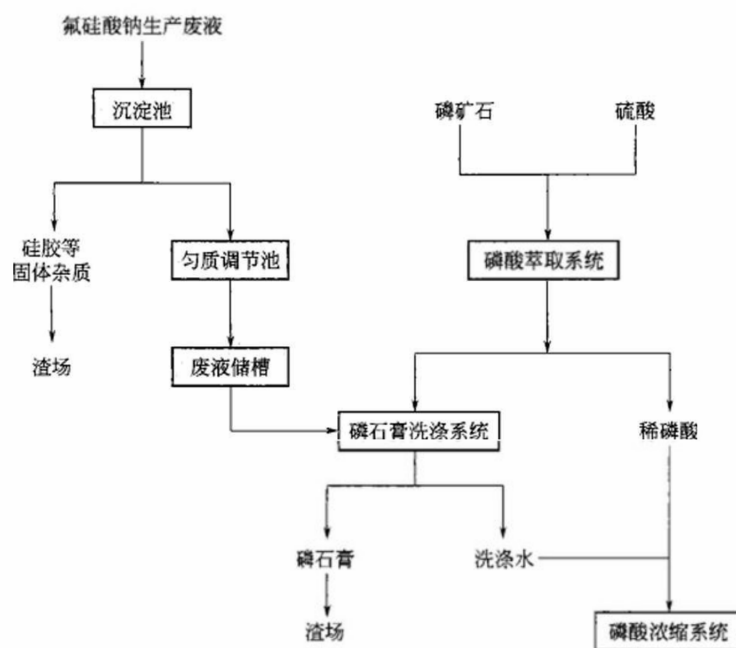 氟硅酸钠生产废液
沉淀池
磷矿石
硫酸
硅胶等
固体杂质
匀质调节池
磷酸萃取系统
渣场
废液储槽
磷石膏洗涤系统
稀磷酸
磷石膏
洗涤水
渣场
磷酸浓缩系统